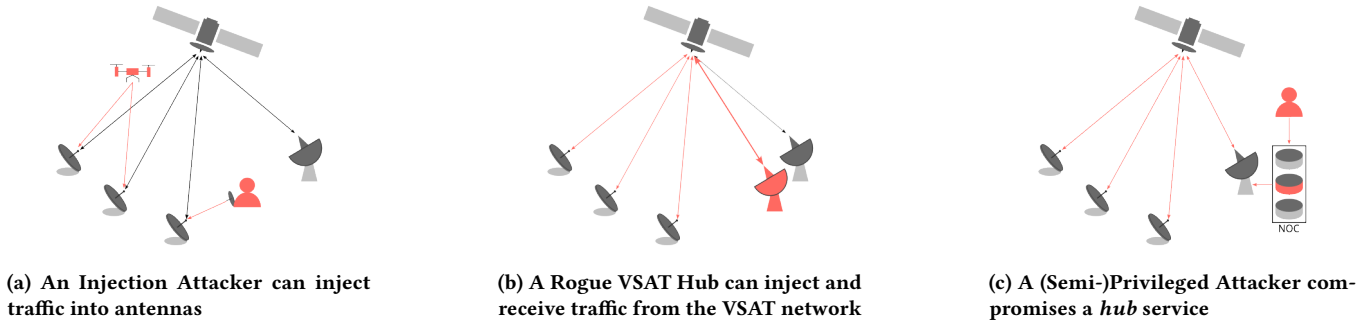 NOC
(a) An Injection Attacker can inject
traffic into antennas
(b) A Rogue VSAT Hub can inject and
receive traffic from the VSAT network
(c) A (Semi-)Privileged Attacker com-
promises a hub service